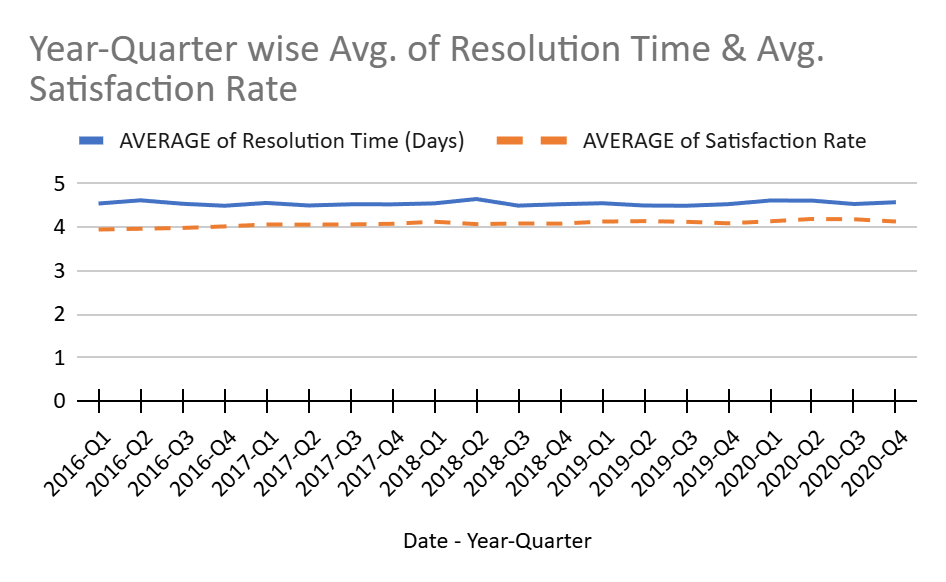 Year-Quarter wise Avg. of Resolution Time & Avg.
Satisfaction Rate
AVERAGE of Resolution Time (Days)
AVERAGE of Satisfaction Rate
5
4
3
2
1
0
2016-Q1
2016-Q2
2016-Q3
2016-Q4
2017-Q1
2017-Q2
2017-Q3
2017-Q4
2018-Q1
2018-Q2
2018-Q3
2018-Q4
2019-Q1
2019-Q2
2019-Q3
2019-Q4
2020-Q1
2020-Q2
2020-Q3
2020-Q4
Date - Year-Quarter